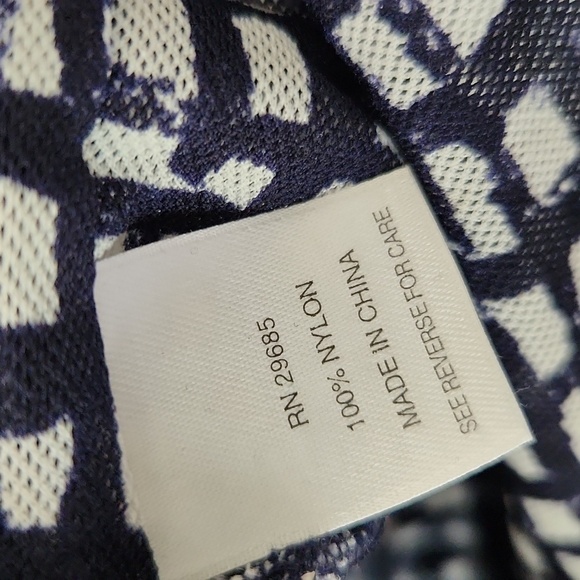 RN 29685
100% NYLON
MADE IN CHINA
SEE REVERSE FOR CARE